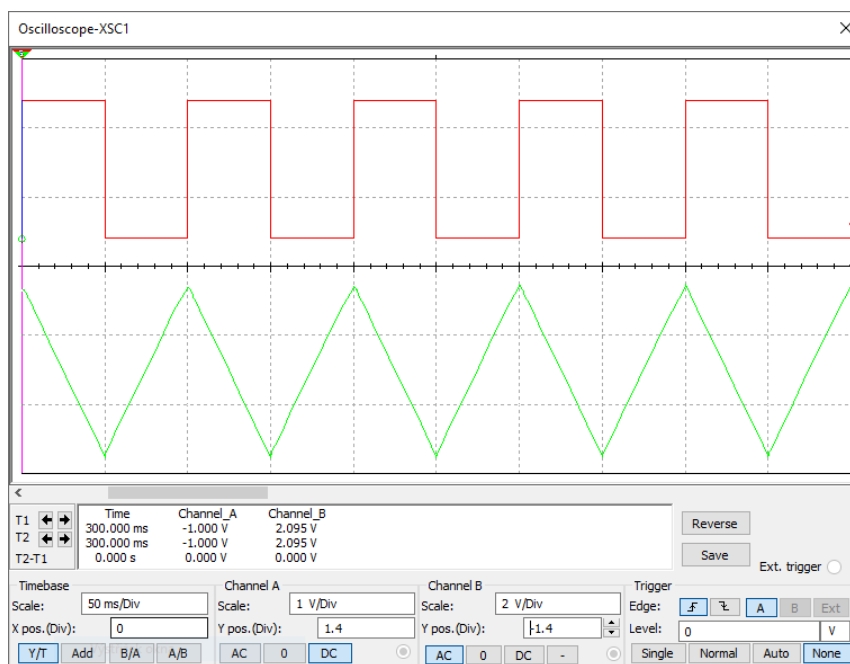 Oscilloscope-XSC1
T1
T2
T2-T1
Time Channel_A Channel_B
300.000 ms -1.000 V 2.095 V
300.000 ms -1.000 V 2.095 V
0.000 s 0.000 V 0.000 V
Reverse
Save
Ext. trigger
Timebase
Scale: 50 ms/Div
X pos.(Div): 0
Y/T Add B/A A/B
Channel A
Scale: 1 V/Div
Y pos.(Div): 1.4
AC 0 DC
Channel B
Scale: 2 V/Div
Y pos.(Div): -1.4
AC 0 DC -
Trigger
Edge: A B Ext
Level: 0 V
Single Normal Auto None